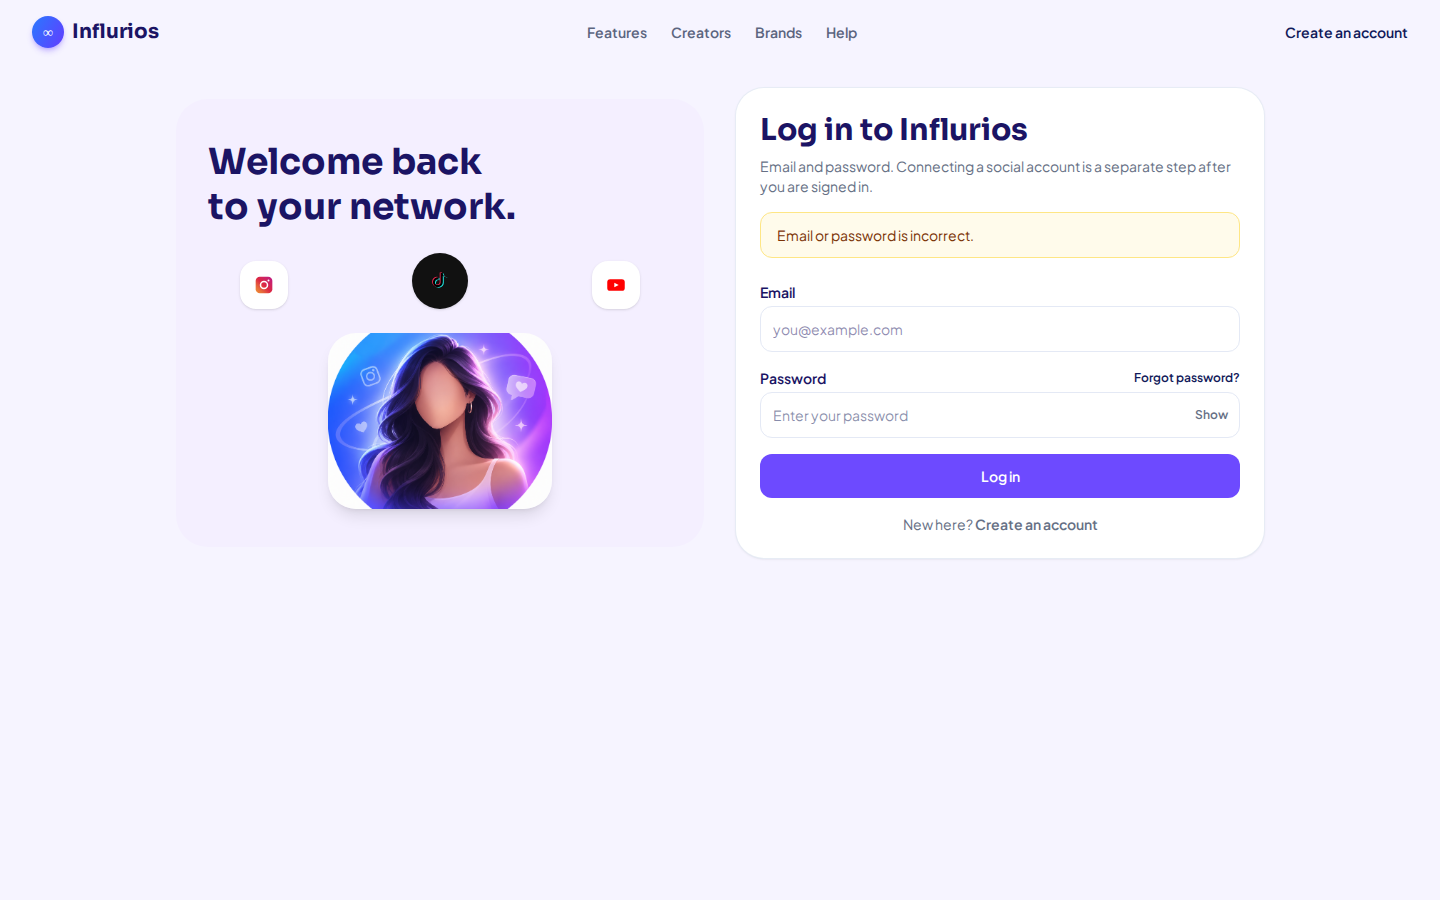 Influrios
Features
Creators
Brands
Help
Create an account
Welcome back
to your network.
Log in to Influrios
Email and password. Connecting a social account is a separate step after
you are signed in.
Email or password is incorrect.
Email
you@example.com
Password
Forgot password?
Enter your password
Show
Log in
New here? Create an account